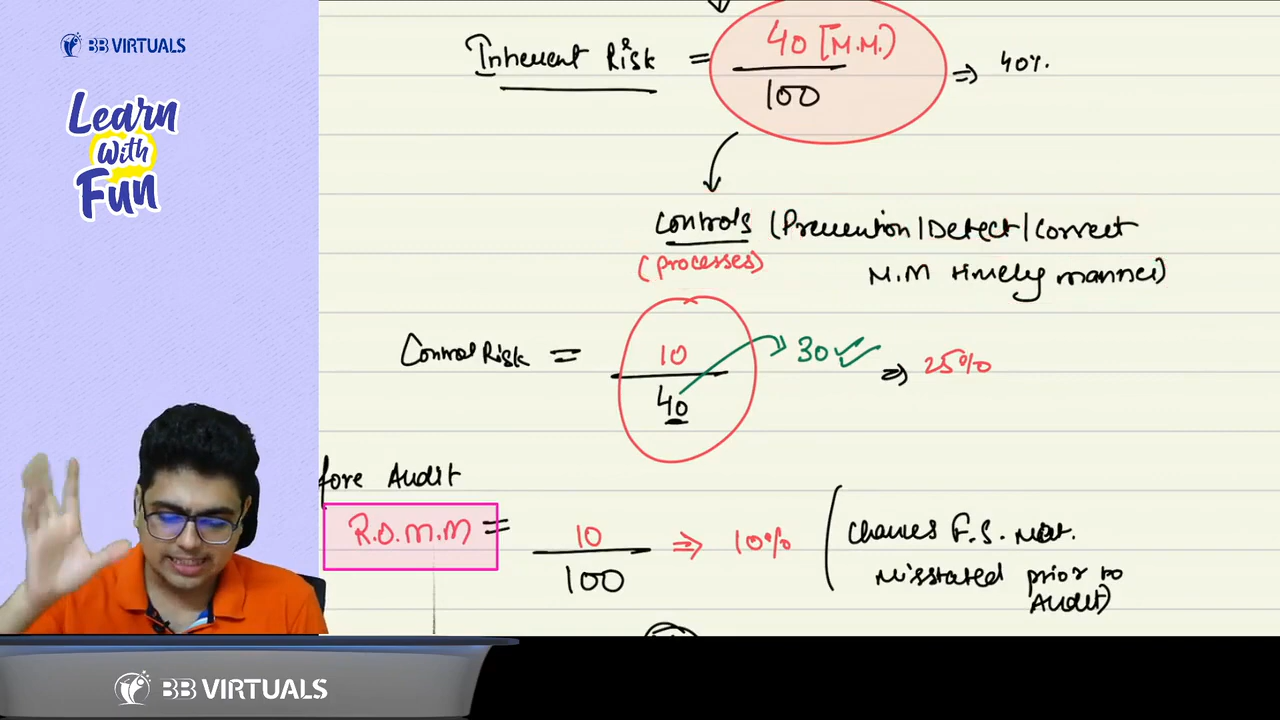 BB VIRTUALS
Learn
With
Fun
Inherent Risk = 40 [M.M.] / 100 ⇒ 40%.
Controls (Prevention/Detect/Correct
(processes) M.M timely manner)
Control Risk = 10 / 40 → 30 ✓ ⇒ 25%
fore Audit
R.O.M.M = 10 / 100 ⇒ 10% (Chances F.S. Mat.
Misstated prior to
Audit)
BB VIRTUALS